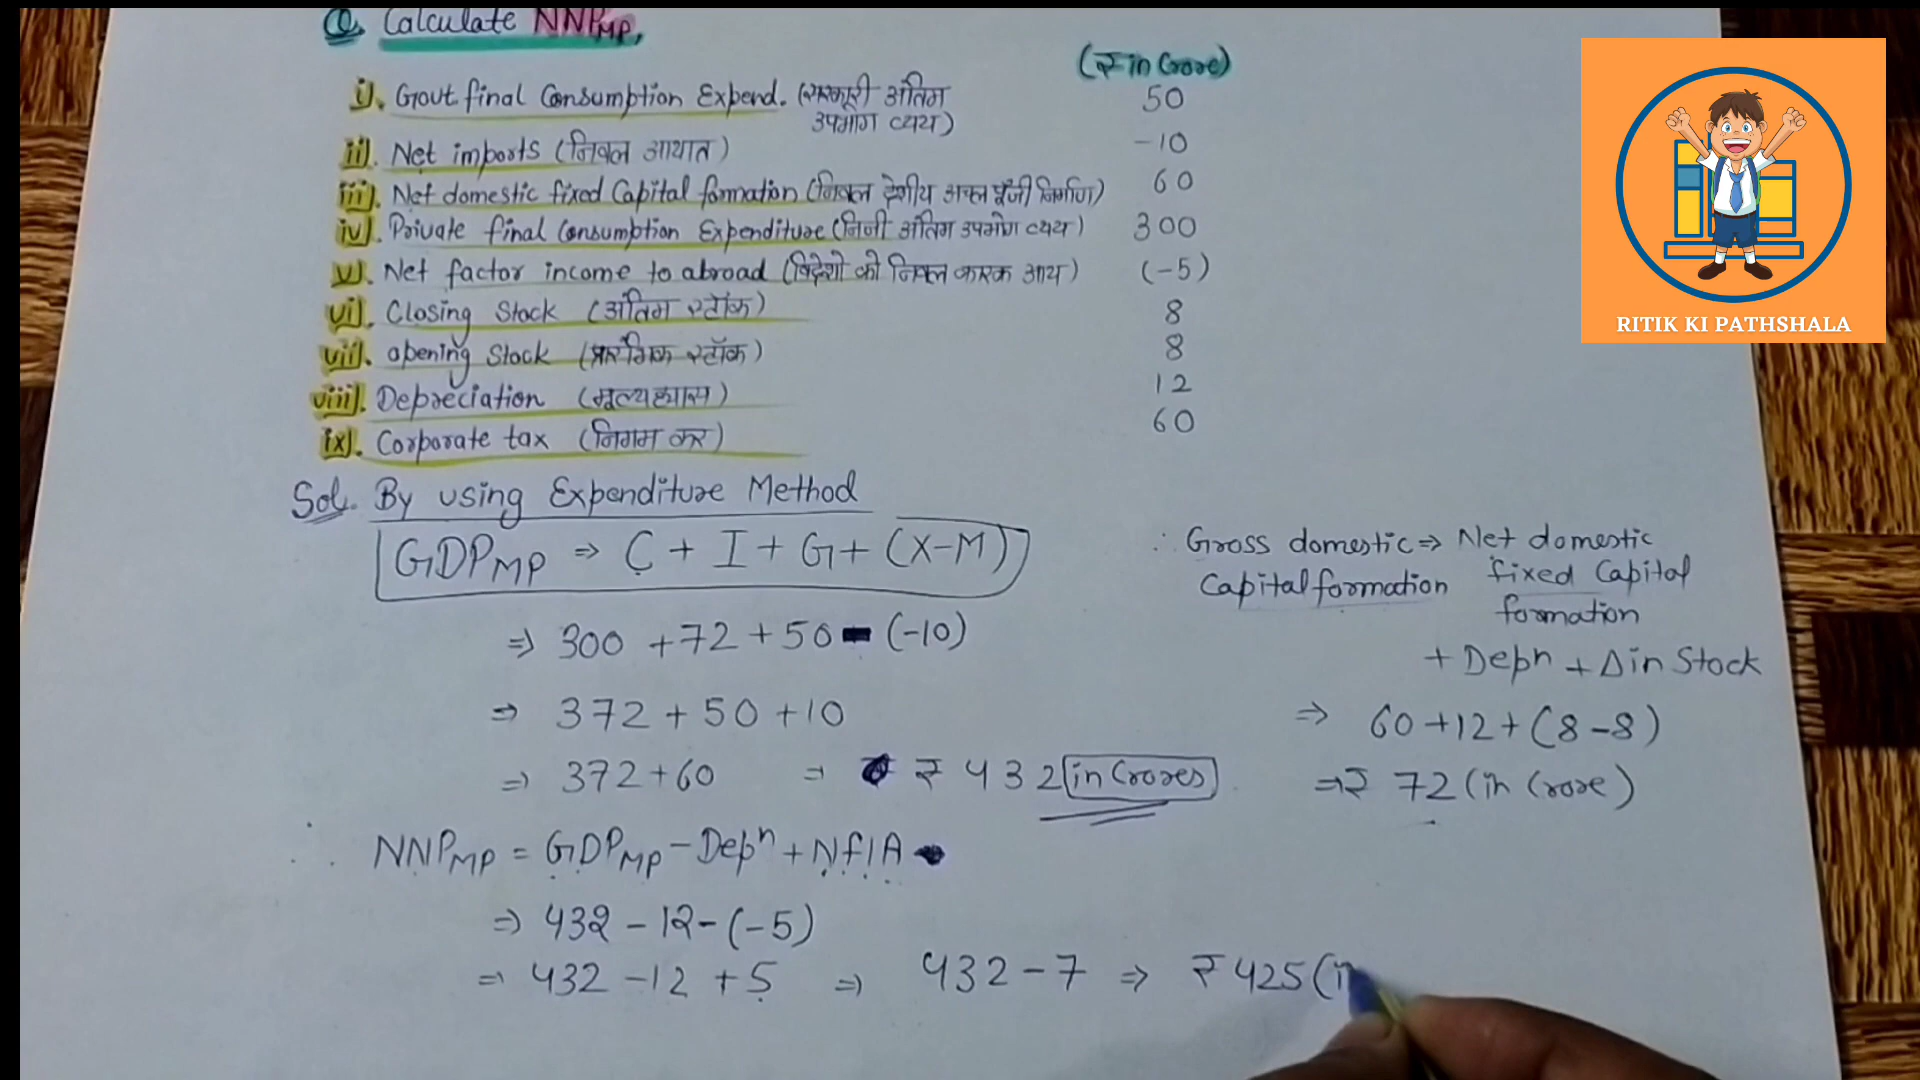 Q. Calculate NNPMP,
(₹ in Crore)
i). Govt. final Consumption Expend. (सरकारी अंतिम उपभोग व्यय) 50
ii). Net imports (निवल आयात) -10
iii). Net domestic fixed Capital formation (निवल देशीय अचल पूँजी निर्माण) 60
iv). Private final Consumption Expenditure (निजी अंतिम उपभोग व्यय) 300
v). Net factor income to abroad (विदेशो को निवल कारक आय) (-5)
vi). Closing Stock (अंतिम स्टॉक) 8
vii). opening Stock (प्रारंभिक स्टॉक) 8
viii). Depreciation (मूल्यह्रास) 12
ix). Corporate tax (निगम कर) 60
Sol. By using Expenditure Method
GDPMP ⇒ C + I + G + (X-M)
⇒ 300 + 72 + 50 - (-10)
⇒ 372 + 50 + 10
⇒ 372 + 60 ⇒ ₹ 432 in Crores
∴ NNPMP = GDPMP - Depn + NFIA
⇒ 432 - 12 - (-5)
⇒ 432 - 12 + 5 ⇒ 432 - 7 ⇒ ₹ 425 (in
∴ Gross domestic ⇒ Net domestic
Capital formation fixed Capital
formation
+ Depn + Δ in Stock
⇒ 60 + 12 + (8 - 8)
⇒ ₹ 72 (in Crore)
RITIK KI PATHSHALA